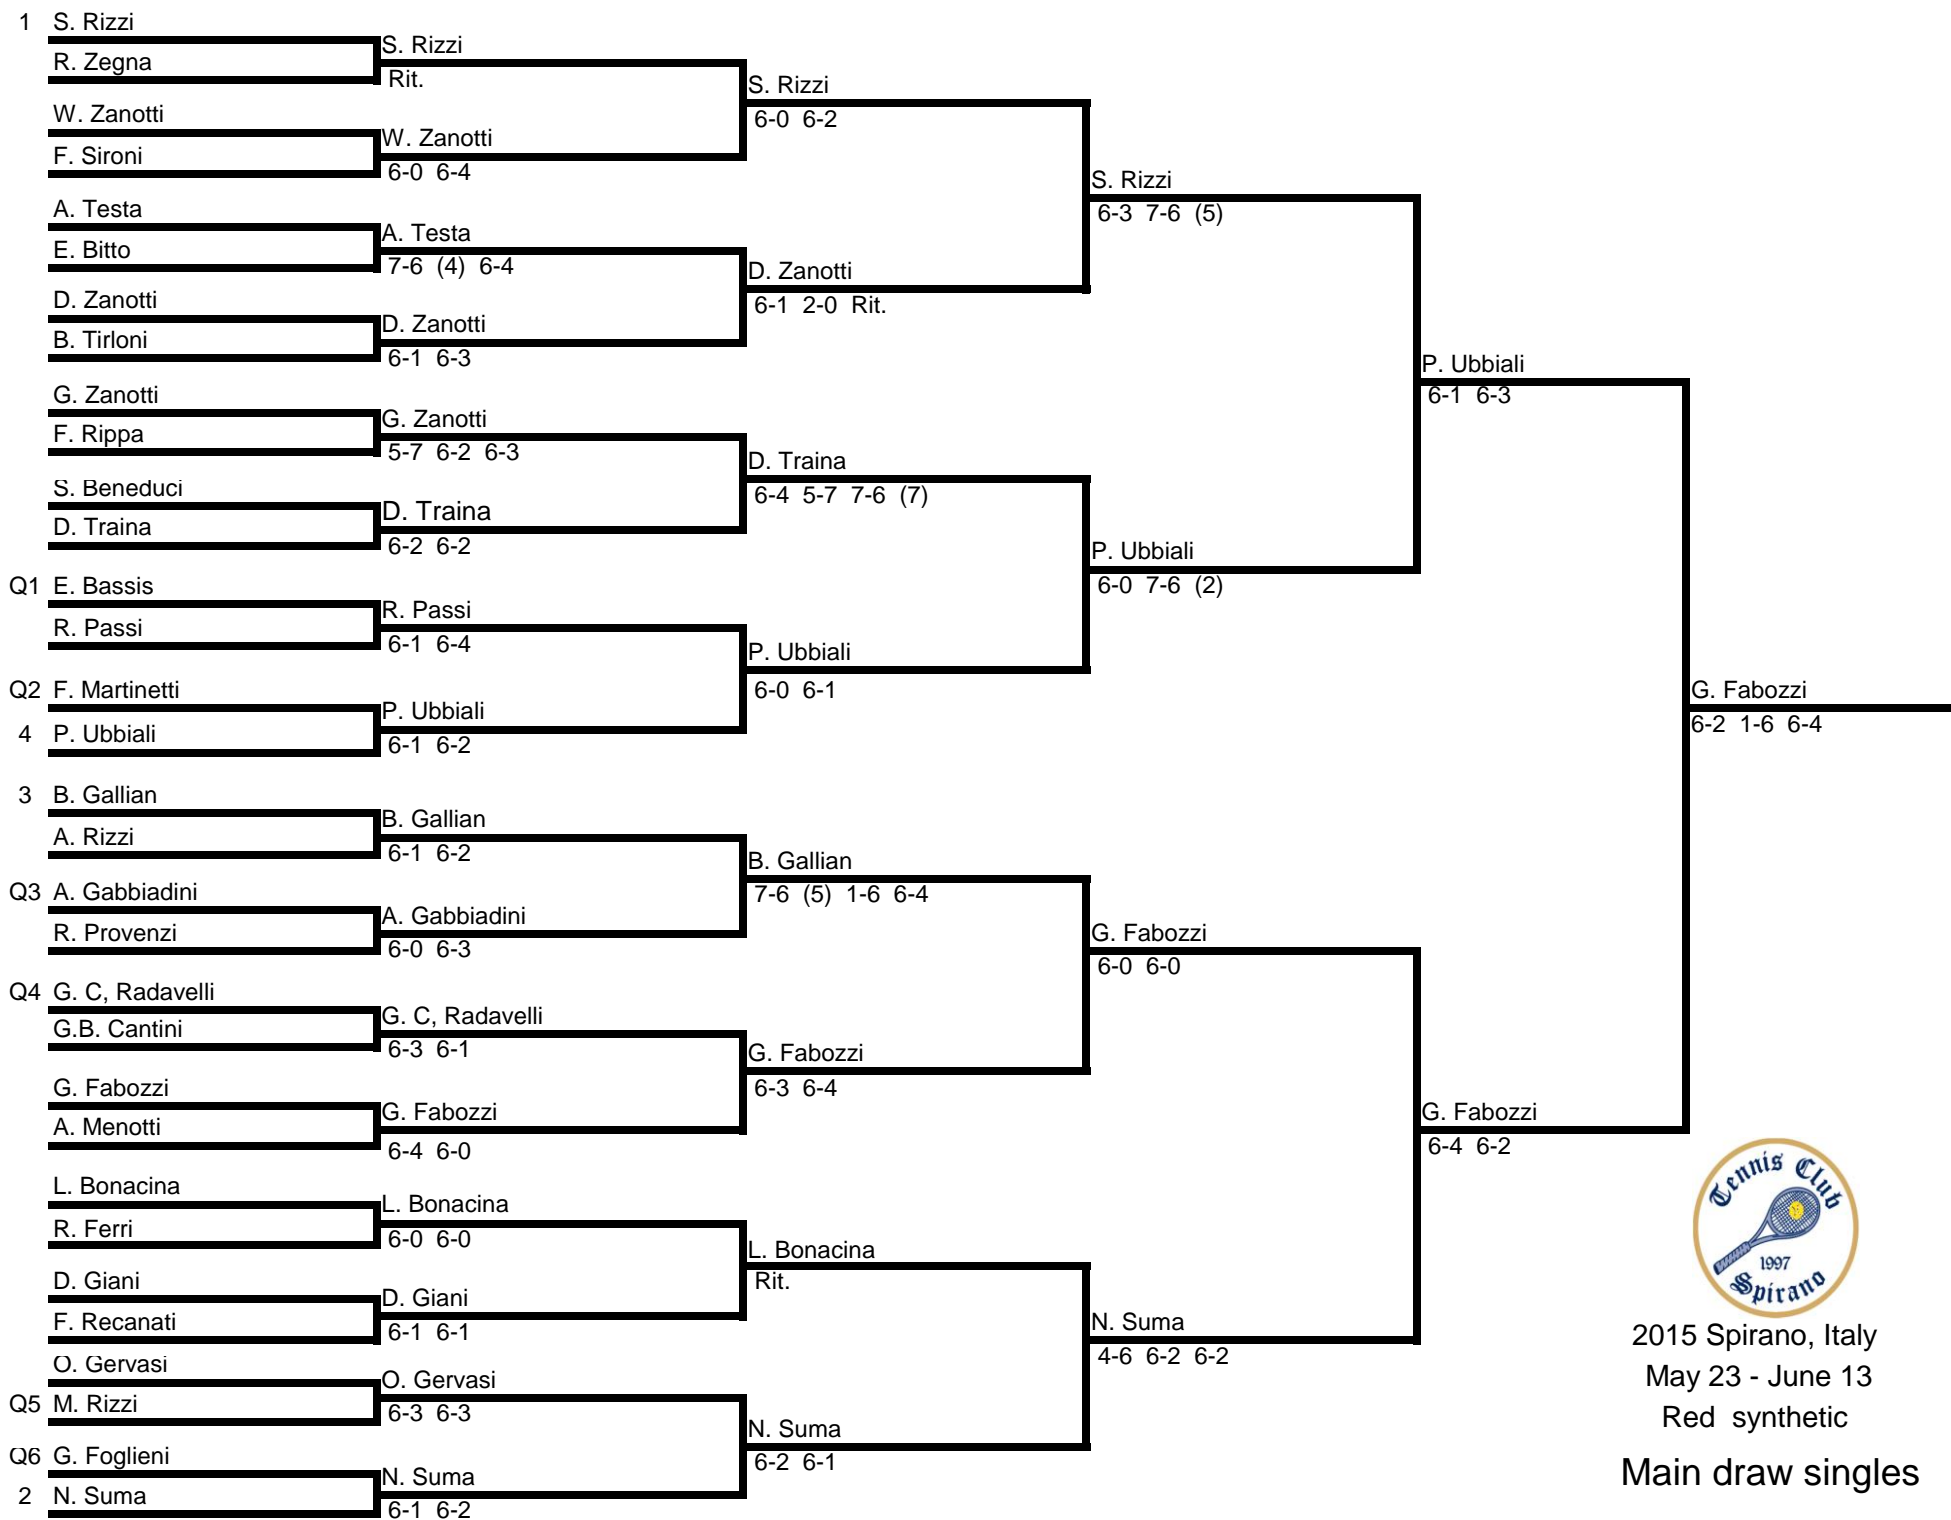 1 S. Rizzi
R. Zegna
W. Zanotti
F. Sironi
A. Testa
E. Bitto
D. Zanotti
B. Tirloni
G. Zanotti
F. Rippa
S. Beneduci
D. Traina
Q1 E. Bassis
R. Passi
Q2 F. Martinetti
4 P. Ubbiali
3 B. Gallian
A. Rizzi
Q3 A. Gabbiadini
R. Provenzi
Q4 G. C, Radavelli
G.B. Cantini
G. Fabozzi
A. Menotti
L. Bonacina
R. Ferri
D. Giani
F. Recanati
O. Gervasi
Q5 M. Rizzi
Q6 G. Foglieni
2 N. Suma
S. Rizzi
Rit.
W. Zanotti
6-0 6-4
A. Testa
7-6 (4) 6-4
D. Zanotti
6-1 6-3
G. Zanotti
5-7 6-2 6-3
D. Traina
6-2 6-2
R. Passi
6-1 6-4
P. Ubbiali
6-1 6-2
B. Gallian
6-1 6-2
A. Gabbiadini
6-0 6-3
G. C, Radavelli
6-3 6-1
G. Fabozzi
6-4 6-0
L. Bonacina
6-0 6-0
D. Giani
6-1 6-1
O. Gervasi
6-3 6-3
N. Suma
6-1 6-2
S. Rizzi
6-0 6-2
D. Zanotti
6-1 2-0 Rit.
D. Traina
6-4 5-7 7-6 (7)
P. Ubbiali
6-0 6-1
B. Gallian
7-6 (5) 1-6 6-4
G. Fabozzi
6-3 6-4
L. Bonacina
Rit.
N. Suma
6-2 6-1
S. Rizzi
6-3 7-6 (5)
P. Ubbiali
6-0 7-6 (2)
G. Fabozzi
6-0 6-0
N. Suma
4-6 6-2 6-2
P. Ubbiali
6-1 6-3
G. Fabozzi
6-4 6-2
G. Fabozzi
6-2 1-6 6-4
Tennis Club
1997
Spirano
2015 Spirano, Italy
May 23 - June 13
Red synthetic
Main draw singles